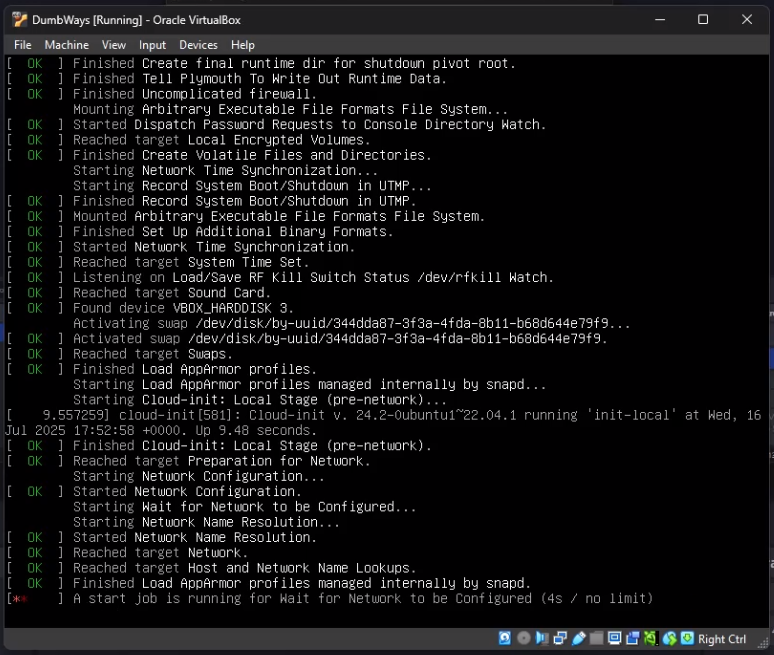 DumbWays [Running] - Oracle VirtualBox
File Machine View Input Devices Help
[ OK ] Finished Create final runtime dir for shutdown pivot root.
[ OK ] Finished Tell Plymouth To Write Out Runtime Data.
[ OK ] Finished Uncomplicated firewall.
Mounting Arbitrary Executable File Formats File System...
[ OK ] Started Dispatch Password Requests to Console Directory Watch.
[ OK ] Reached target Local Encrypted Volumes.
[ OK ] Finished Create Volatile Files and Directories.
Starting Network Time Synchronization...
Starting Record System Boot/Shutdown in UTMP...
[ OK ] Finished Record System Boot/Shutdown in UTMP.
[ OK ] Mounted Arbitrary Executable File Formats File System.
[ OK ] Finished Set Up Additional Binary Formats.
[ OK ] Started Network Time Synchronization.
[ OK ] Reached target System Time Set.
[ OK ] Listening on Load/Save RF Kill Switch Status /dev/rfkill Watch.
[ OK ] Reached target Sound Card.
[ OK ] Found device VBOX_HARDDISK 3.
Activating swap /dev/disk/by-uuid/344dda87-3f3a-4fda-8b11-b68d644e79f9...
[ OK ] Activated swap /dev/disk/by-uuid/344dda87-3f3a-4fda-8b11-b68d644e79f9.
[ OK ] Reached target Swaps.
[ OK ] Finished Load AppArmor profiles.
Starting Load AppArmor profiles managed internally by snapd...
Starting Cloud-init: Local Stage (pre-network)...
[ 9.557259] cloud-init[581]: Cloud-init v. 24.2-0ubuntu1~22.04.1 running 'init-local' at Wed, 16
Jul 2025 17:52:58 +0000. Up 9.48 seconds.
[ OK ] Finished Cloud-init: Local Stage (pre-network).
[ OK ] Reached target Preparation for Network.
Starting Network Configuration...
[ OK ] Started Network Configuration.
Starting Wait for Network to be Configured...
Starting Network Name Resolution...
[ OK ] Started Network Name Resolution.
[ OK ] Reached target Network.
[ OK ] Reached target Host and Network Name Lookups.
[ OK ] Finished Load AppArmor profiles managed internally by snapd.
[** ] A start job is running for Wait for Network to be Configured (4s / no limit)
Right Ctrl